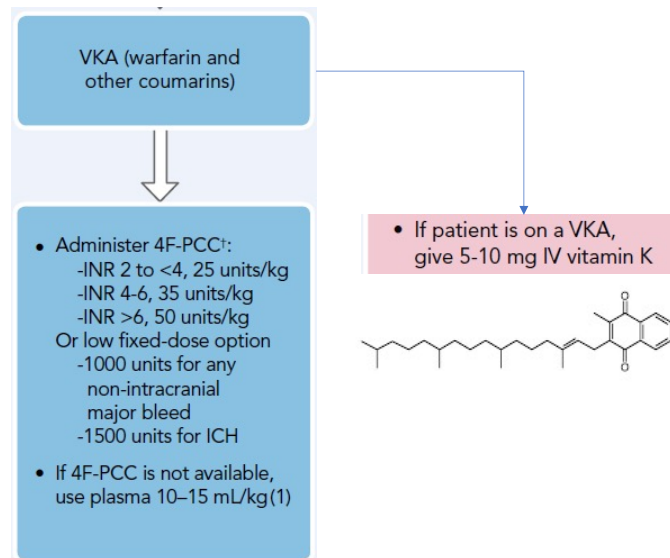 VKA (warfarin and
other coumarins)
• Administer 4F-PCC†:
-INR 2 to <4, 25 units/kg
-INR 4-6, 35 units/kg
-INR >6, 50 units/kg
Or low fixed-dose option
-1000 units for any
non-intracranial
major bleed
-1500 units for ICH
• If 4F-PCC is not available,
use plasma 10–15 mL/kg(1)
• If patient is on a VKA,
give 5-10 mg IV vitamin K
O
O